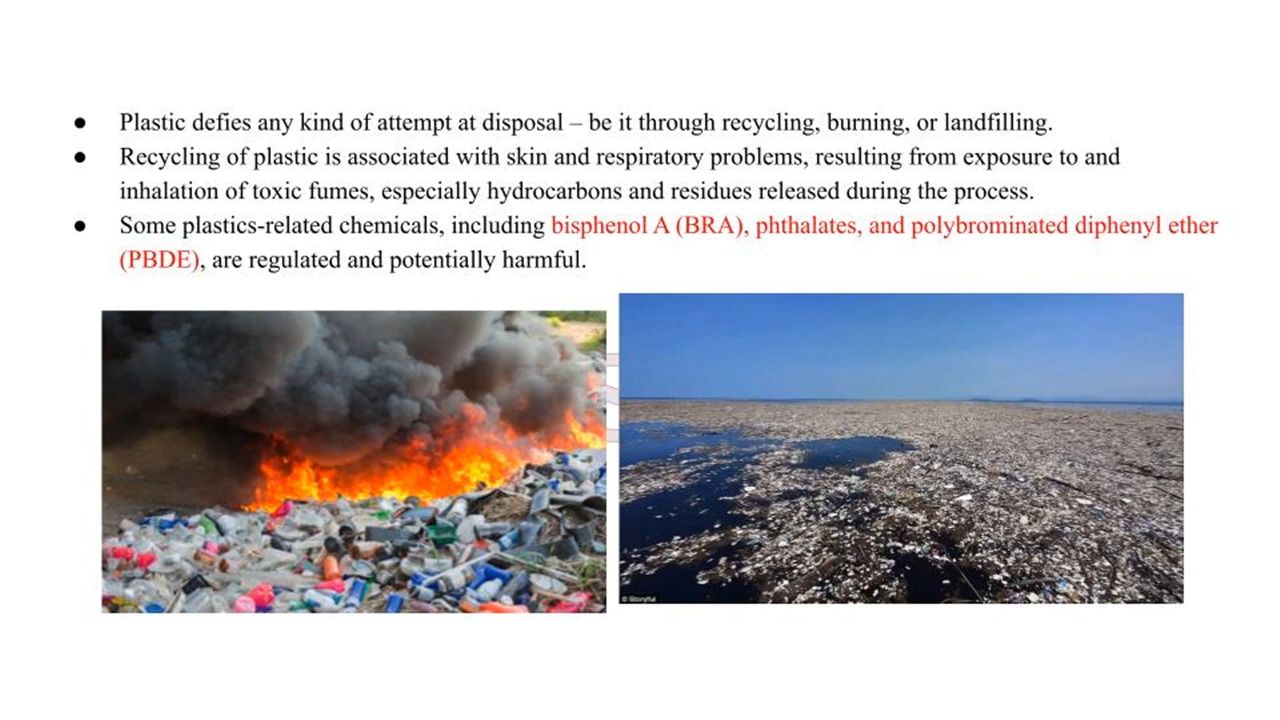 ● Plastic defies any kind of attempt at disposal – be it through recycling, burning, or landfilling.
● Recycling of plastic is associated with skin and respiratory problems, resulting from exposure to and
inhalation of toxic fumes, especially hydrocarbons and residues released during the process.
● Some plastics-related chemicals, including bisphenol A (BRA), phthalates, and polybrominated diphenyl ether
(PBDE), are regulated and potentially harmful.
© Storyful